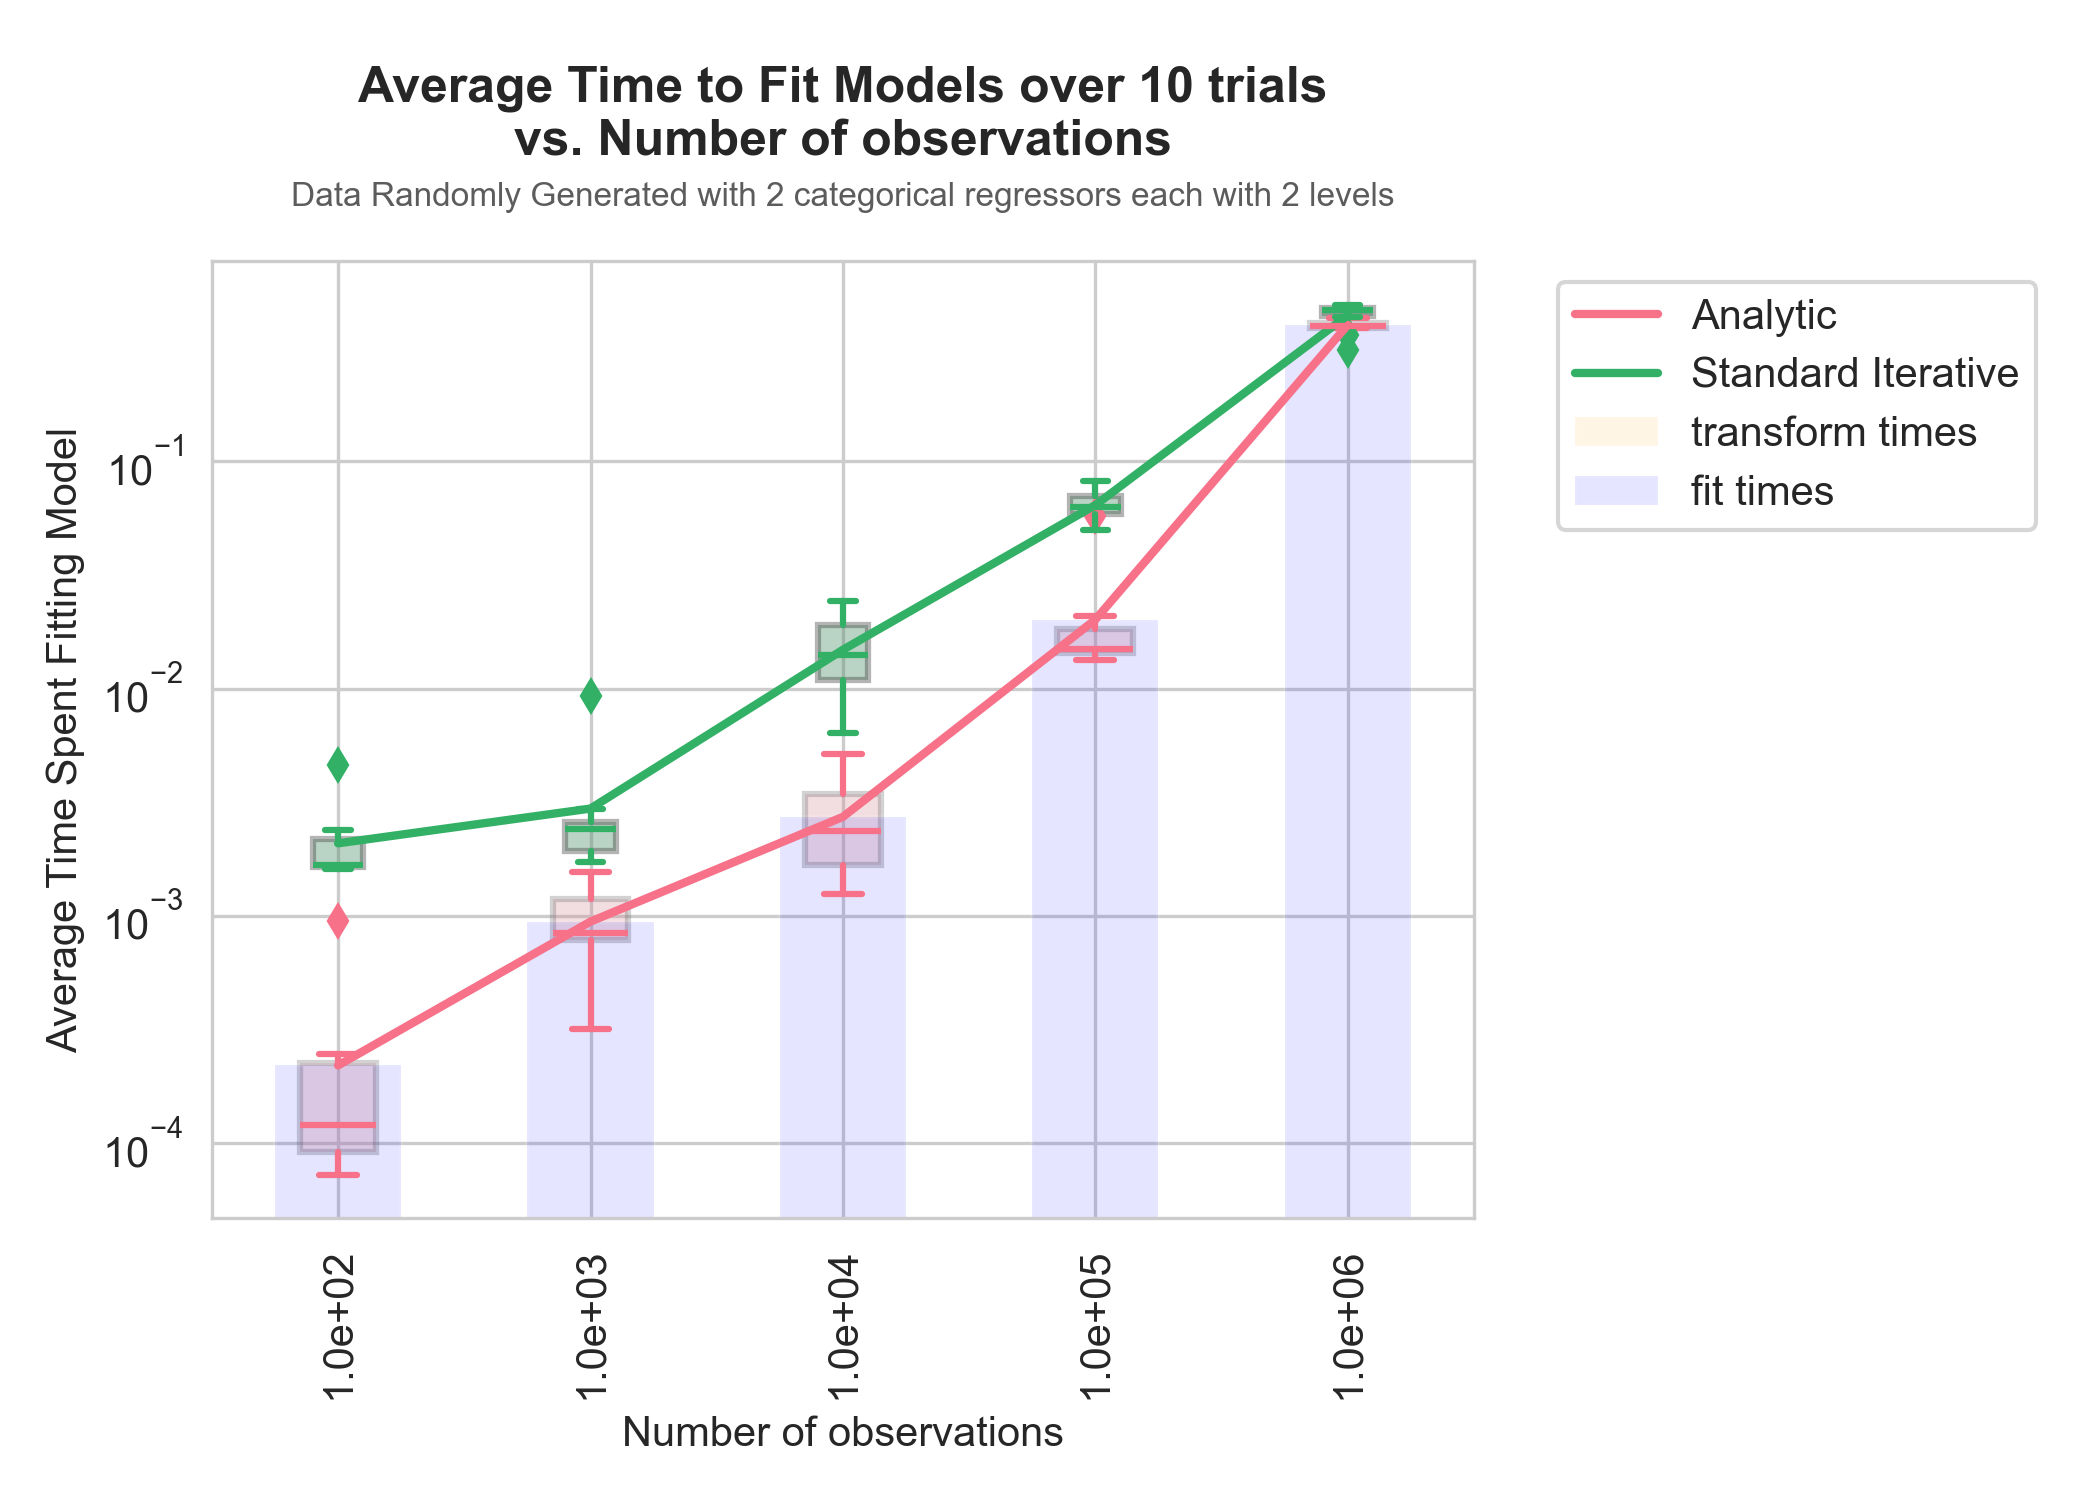 Average Time to Fit Models over 10 trials
vs. Number of observations
Data Randomly Generated with 2 categorical regressors each with 2 levels
Analytic
Standard Iterative
transform times
fit times
Average Time Spent Fitting Model
10⁻¹
10⁻²
10⁻³
10⁻⁴
1.0e+02
1.0e+03
1.0e+04
1.0e+05
1.0e+06
Number of observations